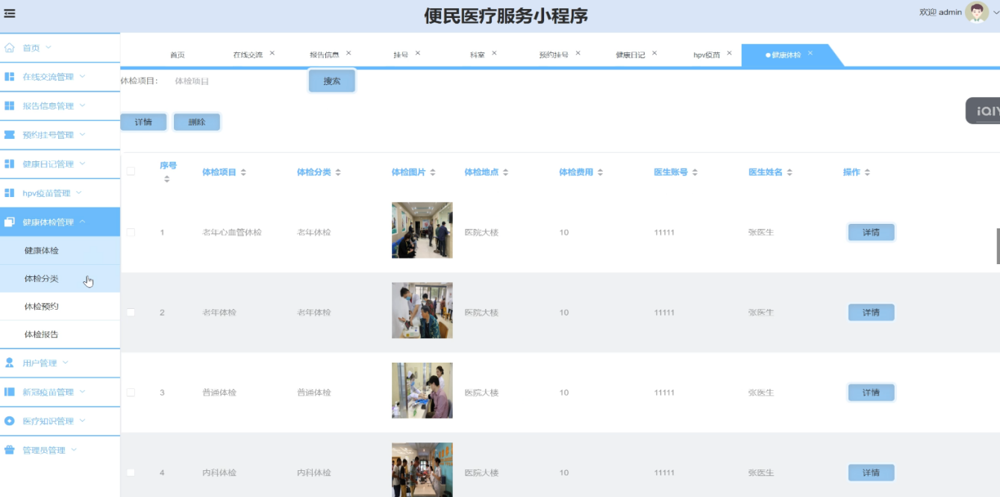 便民医疗服务小程序
欢迎 admin
首页
在线交流管理
报告信息管理
预约挂号管理
健康日记管理
hpv疫苗管理
健康体检管理
健康体检
体检分类
体检预约
体检报告
用户管理
新冠疫苗管理
医疗知识管理
管理员管理
首页 在线交流 × 报告信息 × 挂号 × 科室 × 预约挂号 × 健康日记 × hpv疫苗 × 健康体检 ×
体检项目： 体检项目 搜索
详情 删除
iQIY
序号 体检项目 体检分类 体检图片 体检地点 体检费用 医生账号 医生姓名 操作
1 老年心血管体检 老年体检 医院大楼 10 11111 张医生 详情
2 老年体检 老年体检 医院大楼 10 11111 张医生 详情
3 普通体检 普通体检 医院大楼 10 11111 张医生 详情
4 内科体检 内科体检 医院大楼 10 11111 张医生 详情